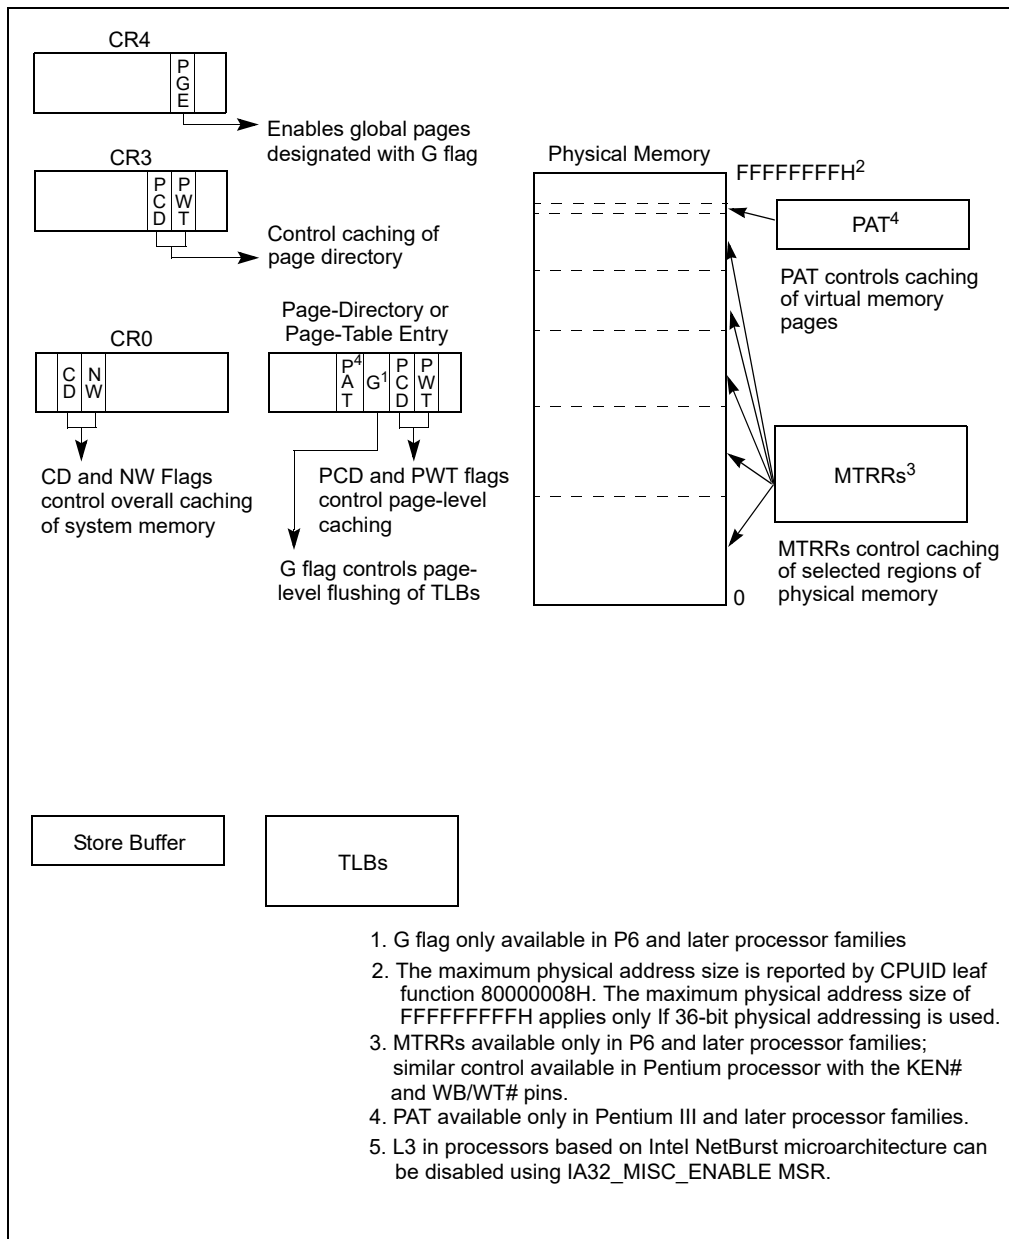 CR4
PGE
Enables global pages
designated with G flag
CR3
PCD PWT
Control caching of
page directory
CR0
CD NW
CD and NW Flags
control overall caching
of system memory
Page-Directory or
Page-Table Entry
PAT⁴ G¹ PCD PWT
PCD and PWT flags
control page-level
caching
G flag controls page-
level flushing of TLBs
Physical Memory
FFFFFFFFH²
0
PAT⁴
PAT controls caching
of virtual memory
pages
MTRRs³
MTRRs control caching
of selected regions of
physical memory
Store Buffer
TLBs
1. G flag only available in P6 and later processor families
2. The maximum physical address size is reported by CPUID leaf
function 80000008H. The maximum physical address size of
FFFFFFFFFH applies only If 36-bit physical addressing is used.
3. MTRRs available only in P6 and later processor families;
similar control available in Pentium processor with the KEN#
and WB/WT# pins.
4. PAT available only in Pentium III and later processor families.
5. L3 in processors based on Intel NetBurst microarchitecture can
be disabled using IA32_MISC_ENABLE MSR.